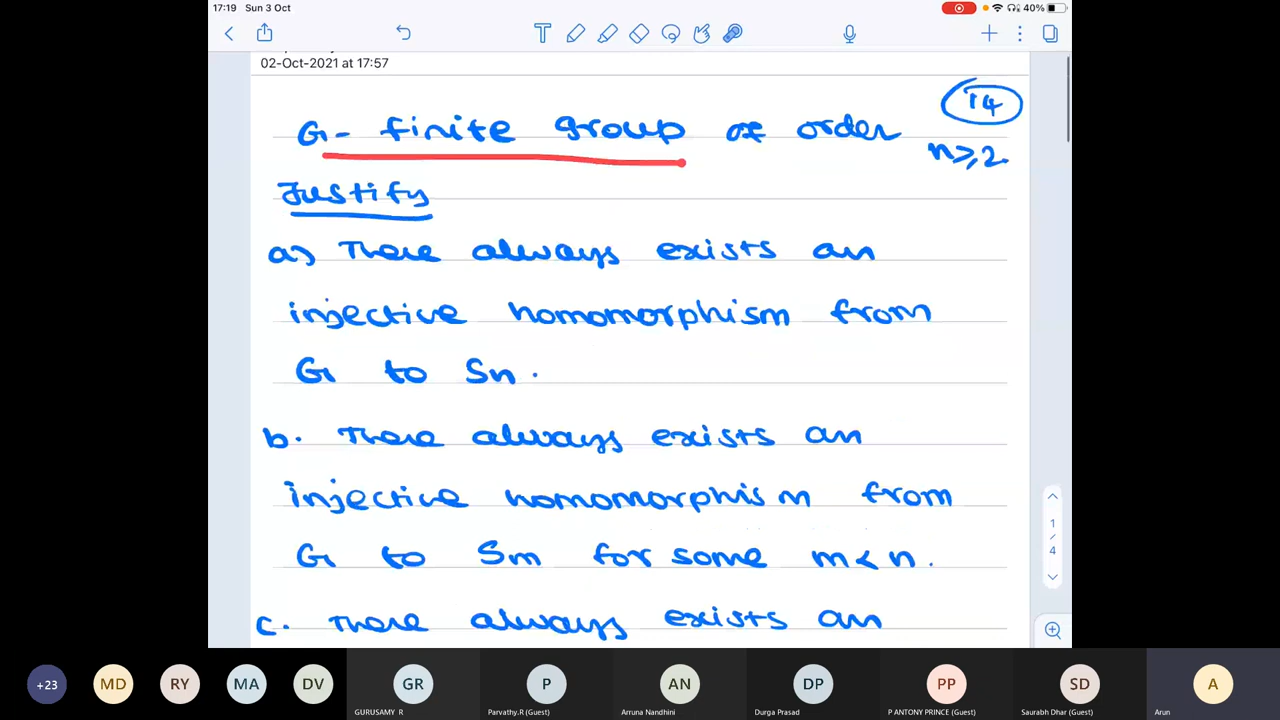 17:19 Sun 3 Oct
40%
02-Oct-2021 at 17:57
14
G - finite group of order n ≥ 2.
Justify
a) There always exists an
injective homomorphism from
G to Sn.
b. There always exists an
injective homomorphism from
G to Sm for some m < n.
c. There always exists an
1
/
4
+23
MD
RY
MA
DV
GR
P
AN
DP
PP
SD
A
GURUSAMY R
Parvathy.R (Guest)
Arruna Nandhini
Durga Prasad
P ANTONY PRINCE (Guest)
Saurabh Dhar (Guest)
Arun